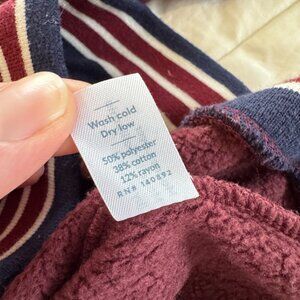 Wash cold
Dry low
50% polyester
38% cotton
12% rayon
RN# 140892